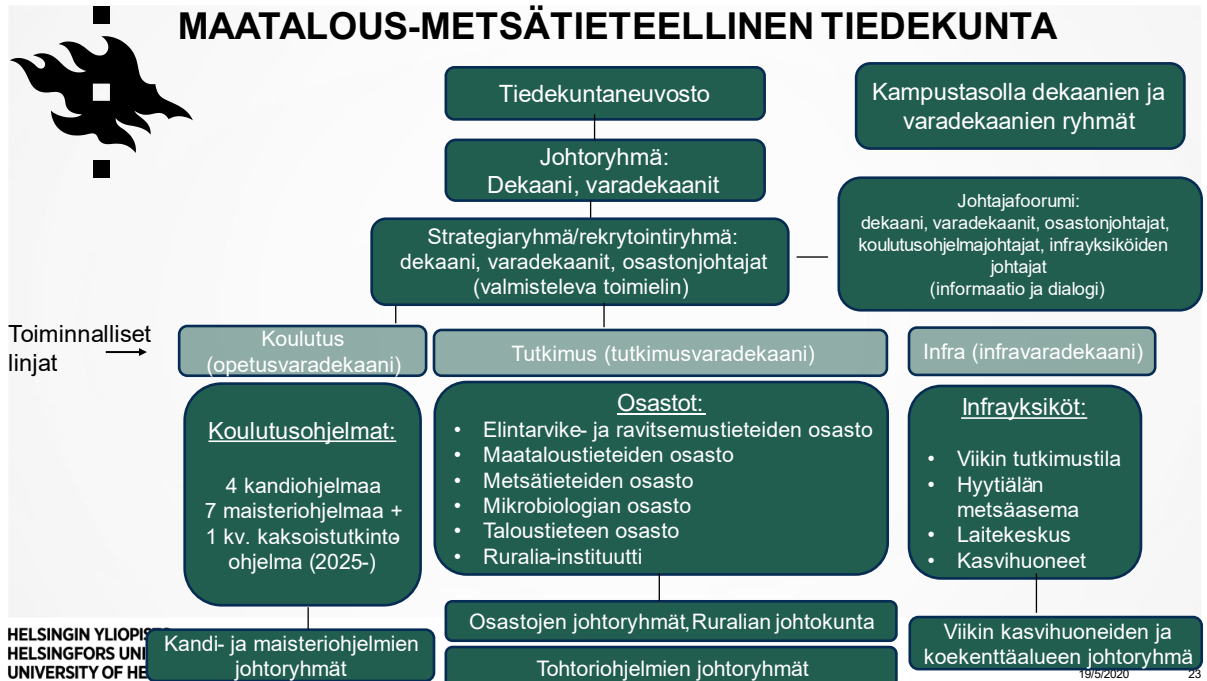 MAATALOUS-METSÄTIETEELLINEN TIEDEKUNTA
Tiedekuntaneuvosto
Kampustasolla dekaanien ja
varadekaanien ryhmät
Johtoryhmä:
Dekaani, varadekaanit
Strategiaryhmä/rekrytointiryhmä:
dekaani, varadekaanit, osastonjohtajat
(valmisteleva toimielin)
Johtajafoorumi:
dekaani, varadekaanit, osastonjohtajat,
koulutusohjelmajohtajat, infrayksiköiden
johtajat
(informaatio ja dialogi)
Toiminnalliset
linjat
Koulutus
(opetusvaradekaani)
Tutkimus (tutkimusvaradekaani)
Infra (infravaradekaani)
Koulutusohjelmat:
4 kandiohjelmaa
7 maisteriohjelmaa +
1 kv. kaksoistutkinto-
ohjelma (2025-)
Osastot:
• Elintarvike- ja ravitsemustieteiden osasto
• Maataloustieteiden osasto
• Metsätieteiden osasto
• Mikrobiologian osasto
• Taloustieteen osasto
• Ruralia-instituutti
Infrayksiköt:
• Viikin tutkimustila
• Hyytiälän
metsäasema
• Laitekeskus
• Kasvihuoneet
Kandi- ja maisteriohjelmien
johtoryhmät
Osastojen johtoryhmät, Ruralian johtokunta
Tohtoriohjelmien johtoryhmät
Viikin kasvihuoneiden ja
koekenttäalueen johtoryhmä
HELSINGIN
HELSINGFORS
UNIVERSITY OF
19/5/2020
23